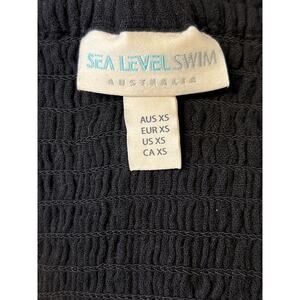 SEA LEVEL SWIM
AUSTRALIA
AUS XS
EUR XS
US XS
CA XS